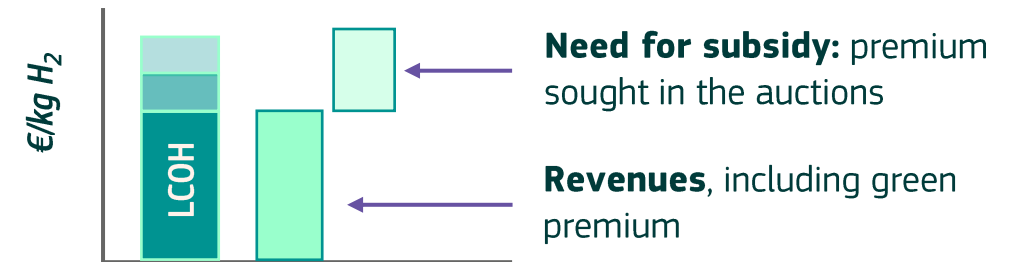 €/kg H₂
LCOH
Need for subsidy: premium
sought in the auctions
Revenues, including green
premium